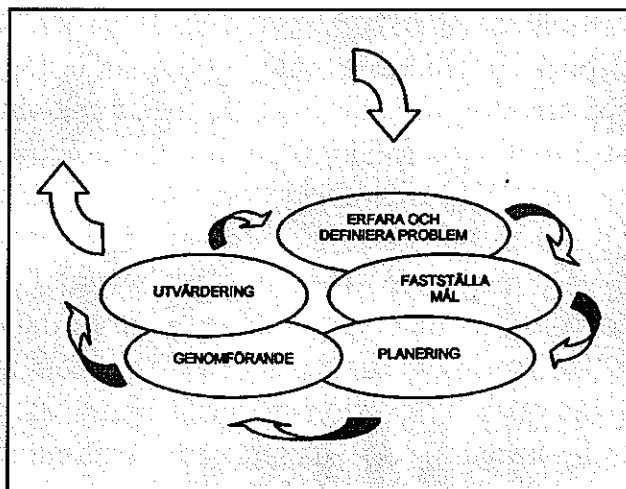 ERFARA OCH
DEFINIERA PROBLEM
FASTSTÄLLA
MÅL
PLANERING
GENOMFÖRANDE
UTVÄRDERING